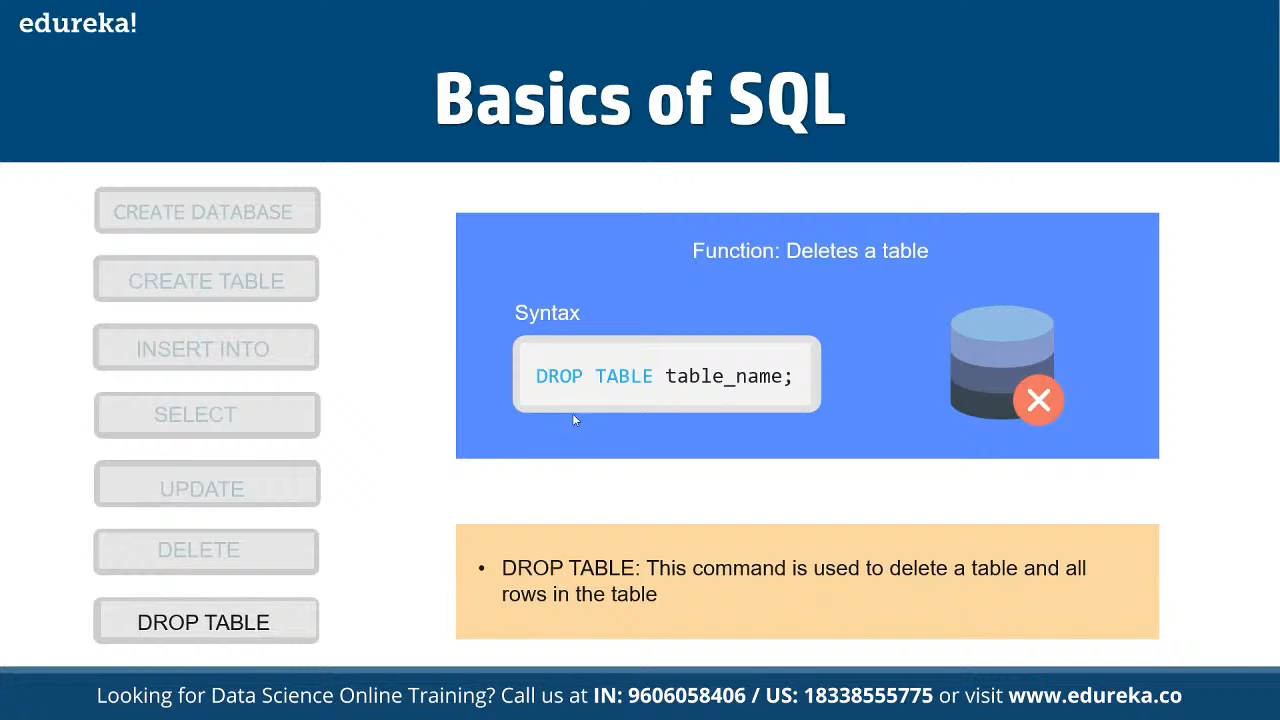 edureka!
Basics of SQL
CREATE DATABASE
CREATE TABLE
INSERT INTO
SELECT
UPDATE
DELETE
DROP TABLE
Function: Deletes a table
Syntax
DROP TABLE table_name;
• DROP TABLE: This command is used to delete a table and all
rows in the table
Looking for Data Science Online Training? Call us at IN: 9606058406 / US: 18338555775 or visit www.edureka.co